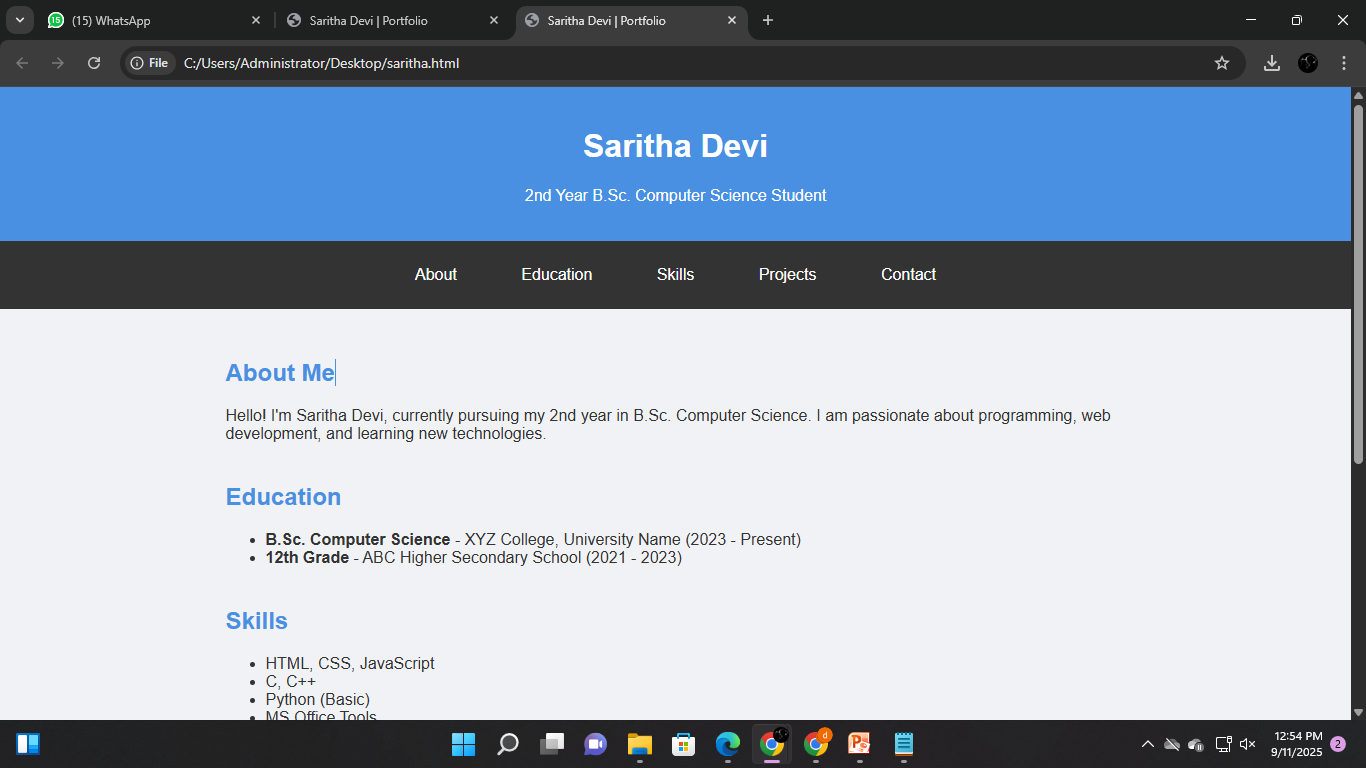 (15) WhatsApp
Saritha Devi | Portfolio
Saritha Devi | Portfolio
File
C:/Users/Administrator/Desktop/saritha.html
Saritha Devi
2nd Year B.Sc. Computer Science Student
About
Education
Skills
Projects
Contact
About Me
Hello! I'm Saritha Devi, currently pursuing my 2nd year in B.Sc. Computer Science. I am passionate about programming, web
development, and learning new technologies.
Education
• B.Sc. Computer Science - XYZ College, University Name (2023 - Present)
• 12th Grade - ABC Higher Secondary School (2021 - 2023)
Skills
• HTML, CSS, JavaScript
• C, C++
• Python (Basic)
• MS Office Tools
12:54 PM
9/11/2025
2